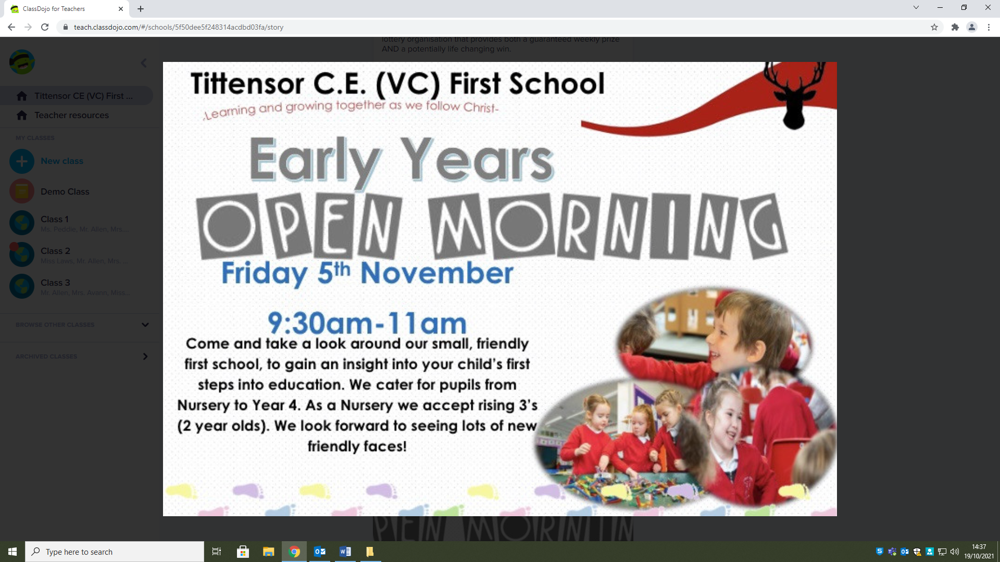 ClassDojo for Teachers
teach.classdojo.com/#/schools/5f50dee5f248314acdbd03fa/story
lottery organisation that provides both a guaranteed weekly prize
AND a potentially life changing win.
Tittensor CE (VC) First ...
Teacher resources
MY CLASSES
New class
Demo Class
Class 1
Ms. Peddie, Mr. Allen, Mrs....
Class 2
Miss Laws, Mr. Allen, Mrs. ...
Class 3
Mr. Allen, Mrs. Avann, Miss...
BROWSE OTHER CLASSES
ARCHIVED CLASSES
Tittensor C.E. (VC) First School
-Learning and growing together as we follow Christ-
Early Years
OPEN MORNING
Friday 5th November
9:30am-11am
Come and take a look around our small, friendly
first school, to gain an insight into your child's first
steps into education. We cater for pupils from
Nursery to Year 4. As a Nursery we accept rising 3's
(2 year olds). We look forward to seeing lots of new
friendly faces!
OPEN MORNIN
Type here to search
14:37
19/10/2021